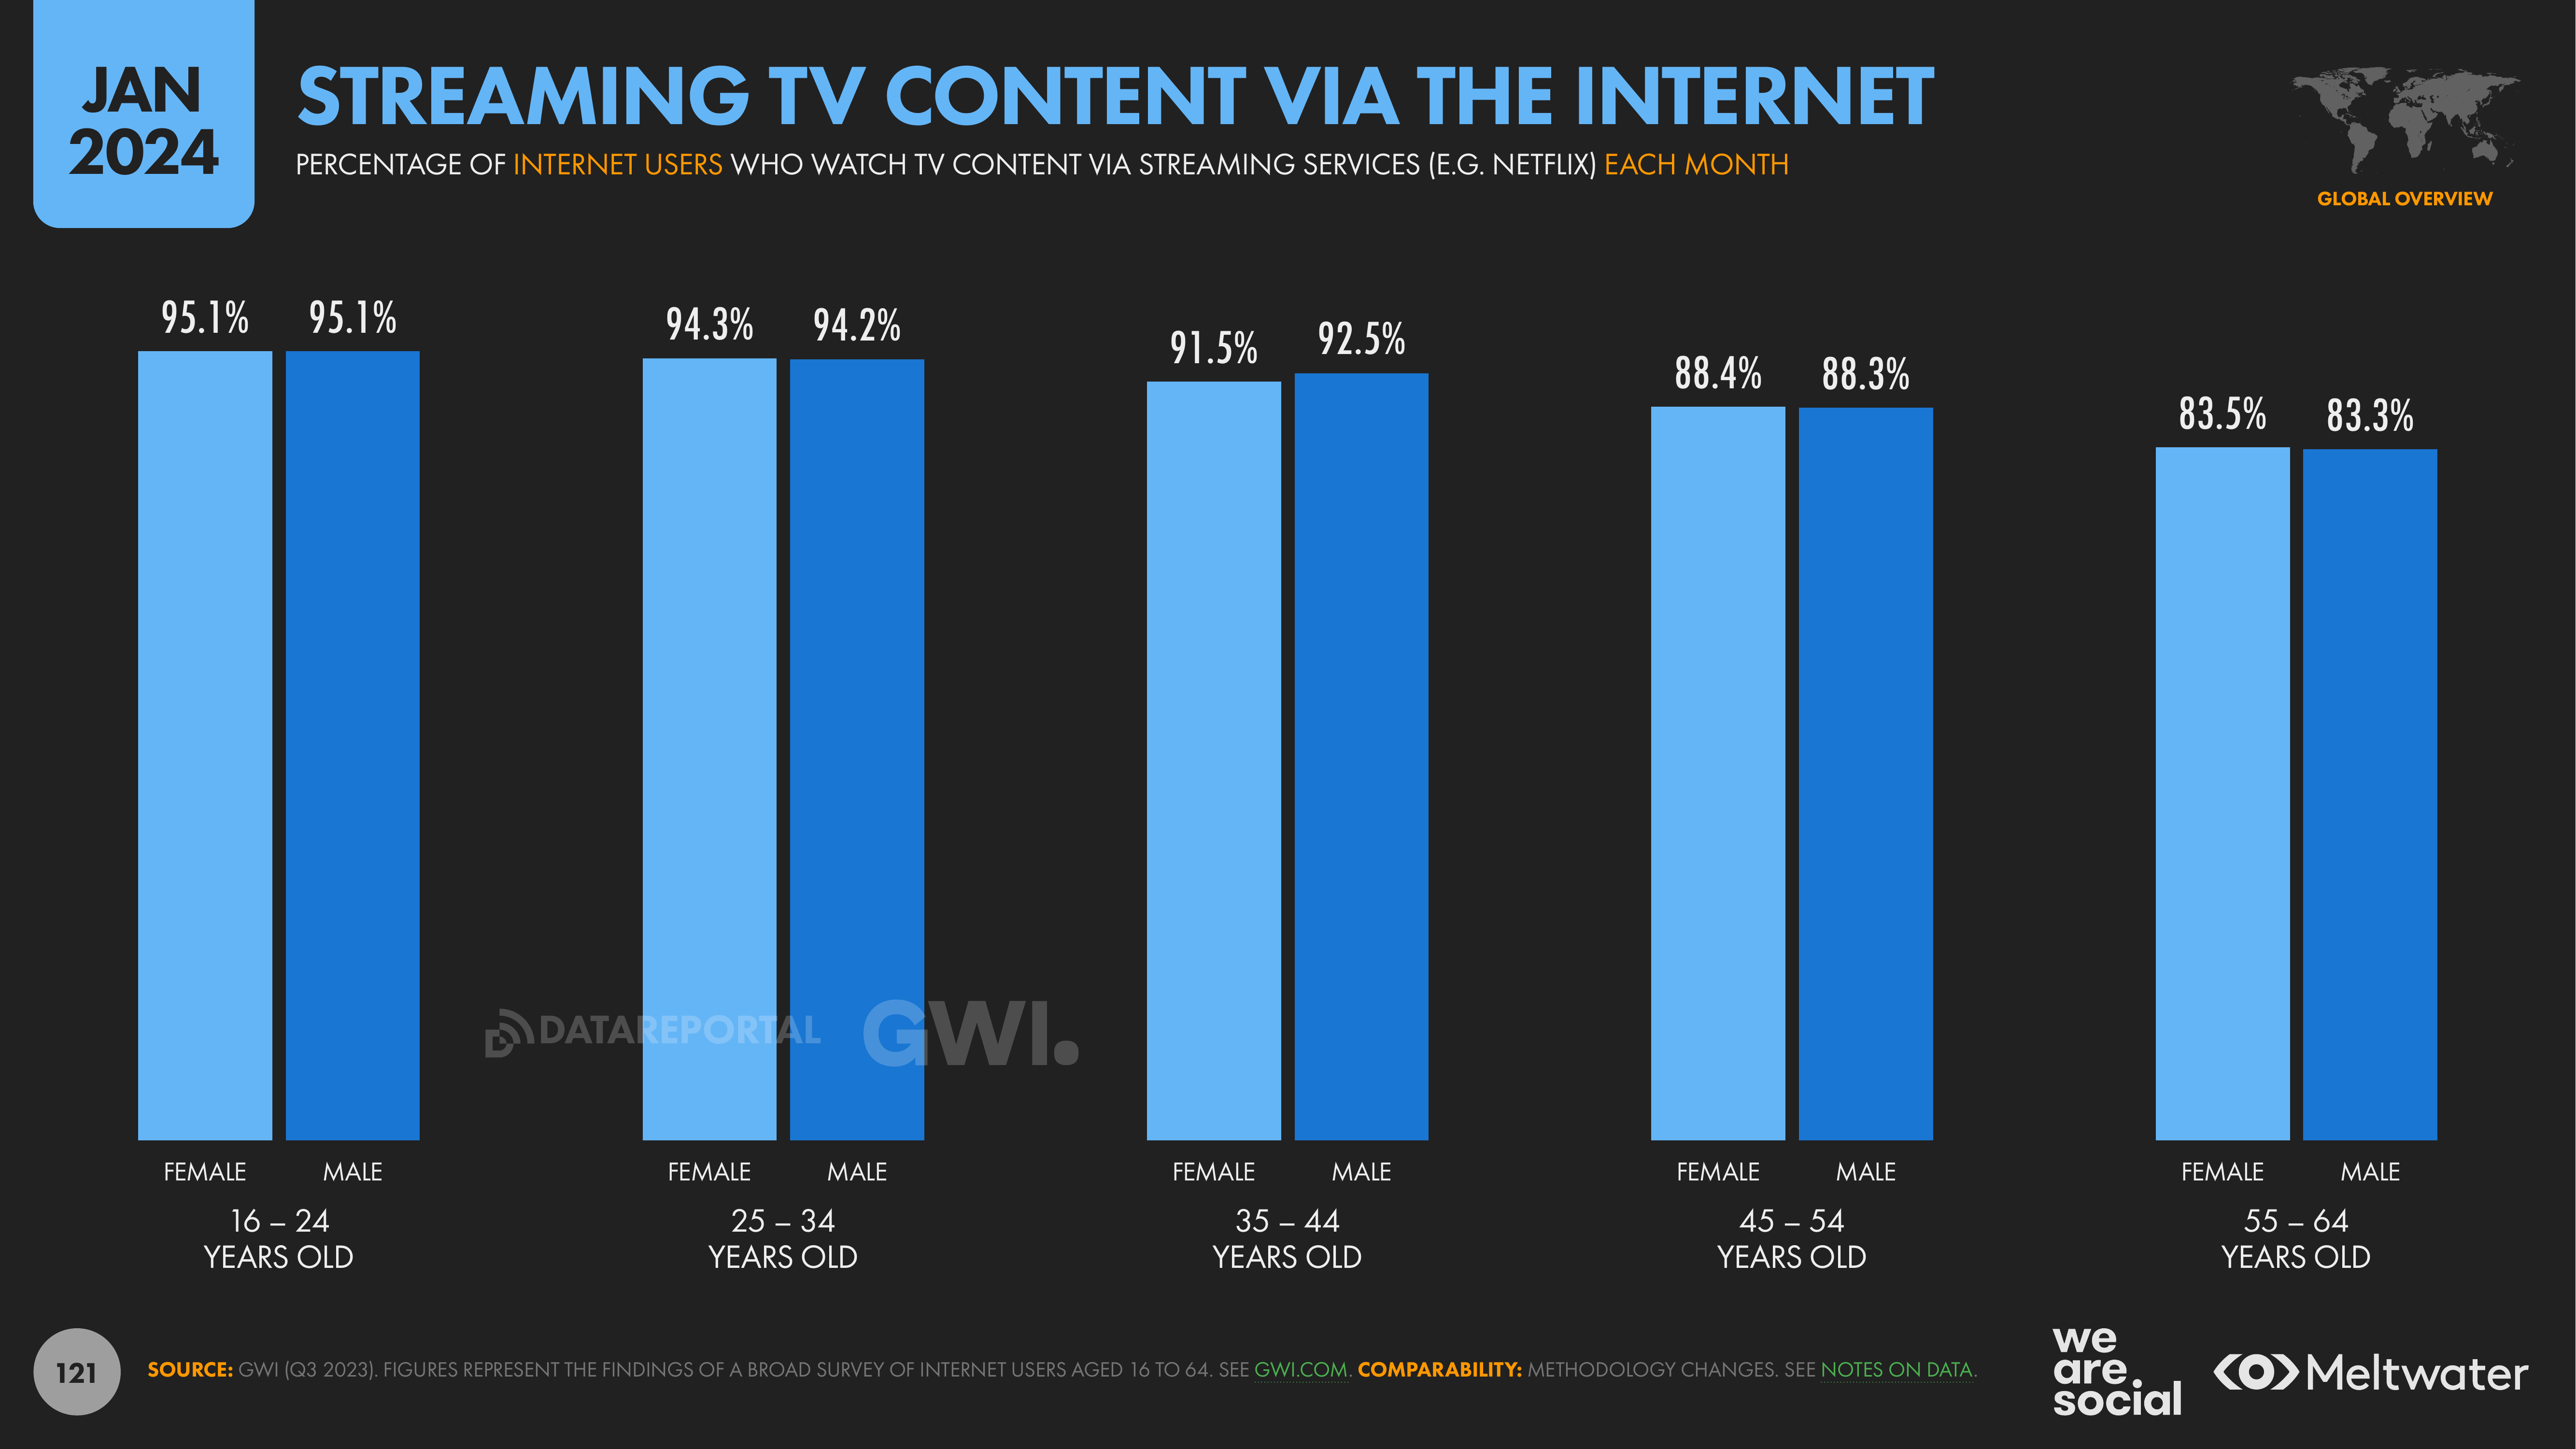 JAN
2024
STREAMING TV CONTENT VIA THE INTERNET
PERCENTAGE OF INTERNET USERS WHO WATCH TV CONTENT VIA STREAMING SERVICES (E.G. NETFLIX) EACH MONTH
GLOBAL OVERVIEW
95.1% 95.1% 94.3% 94.2% 91.5% 92.5% 88.4% 88.3% 83.5% 83.3%
DATAREPORTAL GWI.
FEMALE MALE FEMALE MALE FEMALE MALE FEMALE MALE FEMALE MALE
16 – 24 25 – 34 35 – 44 45 – 54 55 – 64
YEARS OLD YEARS OLD YEARS OLD YEARS OLD YEARS OLD
121
SOURCE: GWI (Q3 2023). FIGURES REPRESENT THE FINDINGS OF A BROAD SURVEY OF INTERNET USERS AGED 16 TO 64. SEE GWI.COM. COMPARABILITY: METHODOLOGY CHANGES. SEE NOTES ON DATA.
we
are.
social
Meltwater